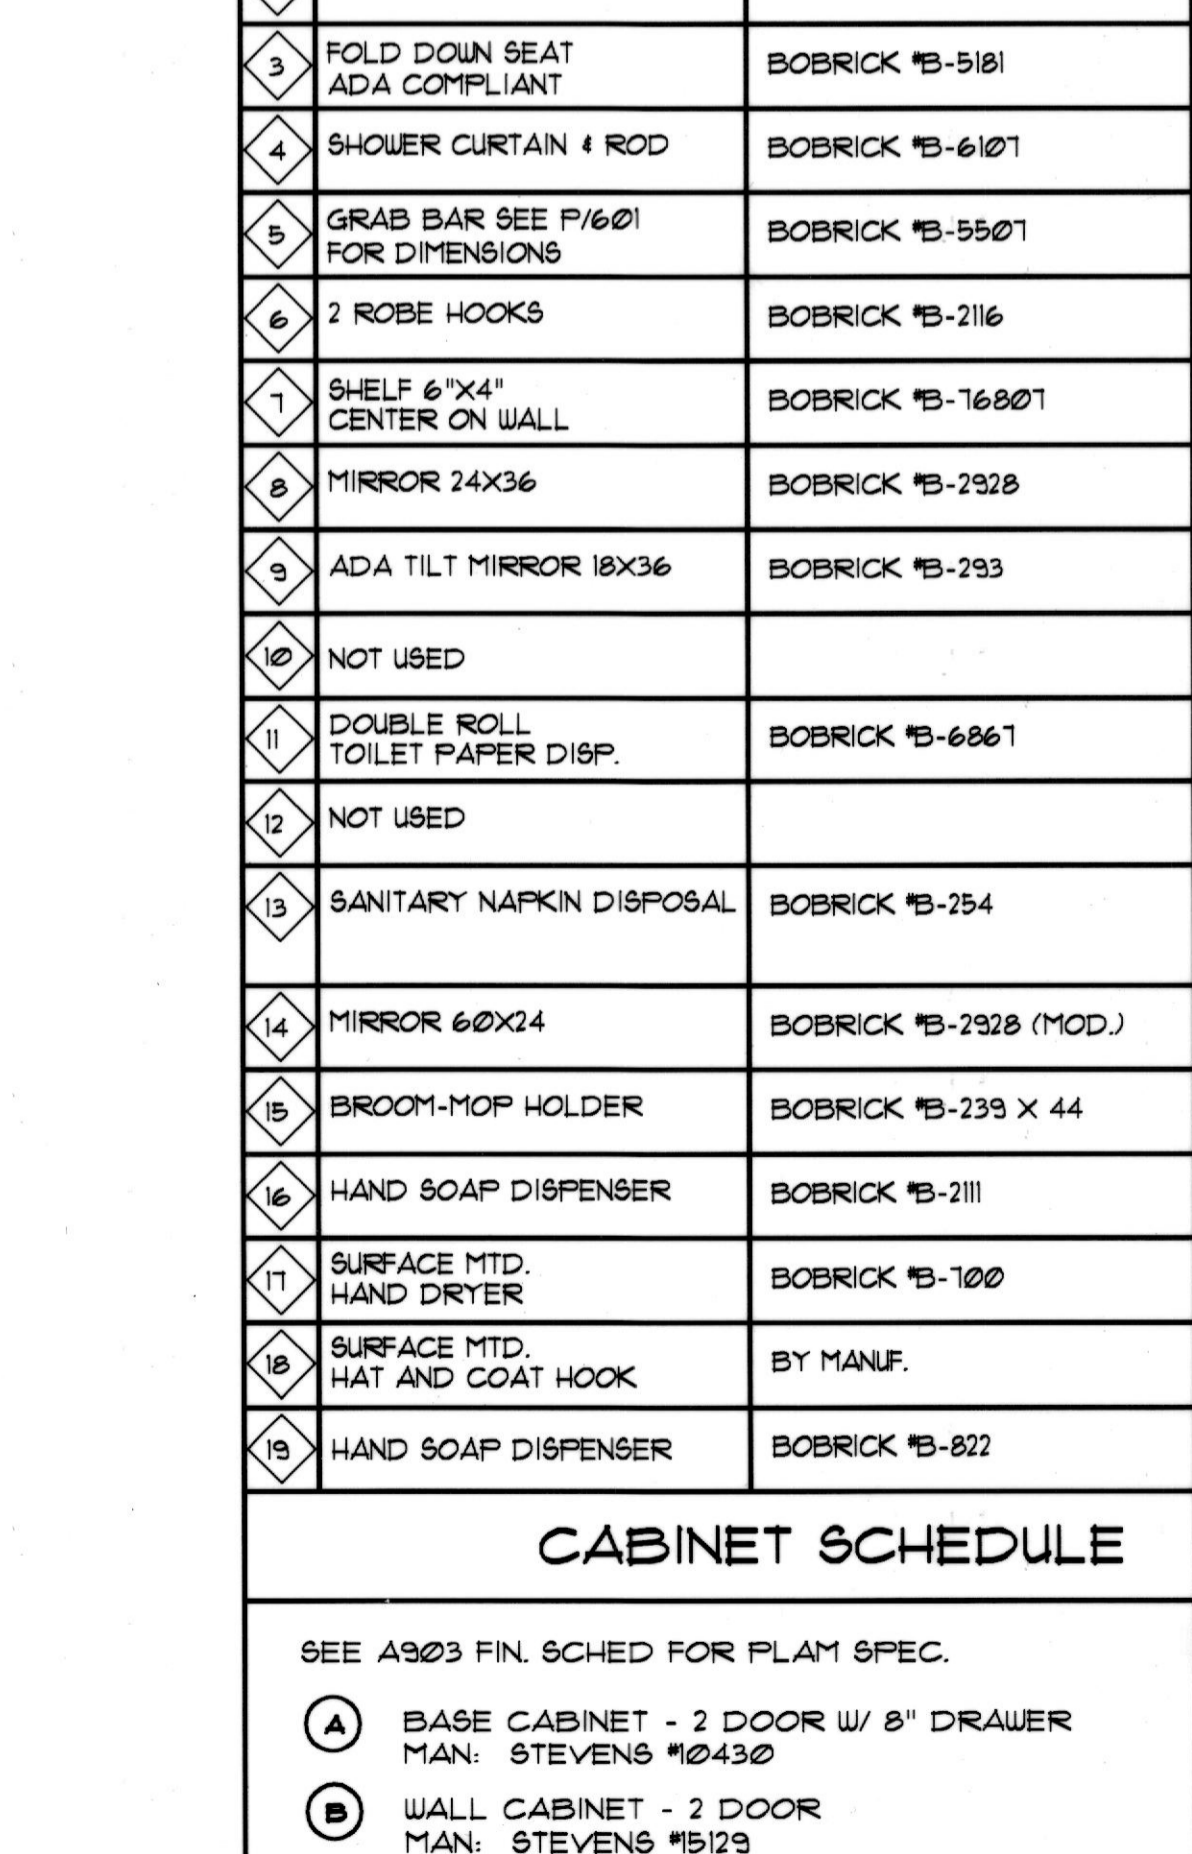 3 FOLD DOWN SEAT
ADA COMPLIANT
BOBRICK #B-5181
4 SHOWER CURTAIN & ROD BOBRICK #B-6107
5 GRAB BAR SEE P/601
FOR DIMENSIONS
BOBRICK #B-5507
6 2 ROBE HOOKS BOBRICK #B-2116
7 SHELF 6"X4"
CENTER ON WALL
BOBRICK #B-76807
8 MIRROR 24X36 BOBRICK #B-2928
9 ADA TILT MIRROR 18X36 BOBRICK #B-293
10 NOT USED
11 DOUBLE ROLL
TOILET PAPER DISP.
BOBRICK #B-6867
12 NOT USED
13 SANITARY NAPKIN DISPOSAL BOBRICK #B-254
14 MIRROR 60X24 BOBRICK #B-2928 (MOD.)
15 BROOM-MOP HOLDER BOBRICK #B-239 X 44
16 HAND SOAP DISPENSER BOBRICK #B-2111
17 SURFACE MTD.
HAND DRYER
BOBRICK #B-700
18 SURFACE MTD.
HAT AND COAT HOOK
BY MANUF.
19 HAND SOAP DISPENSER BOBRICK #B-822
CABINET SCHEDULE
SEE A903 FIN. SCHED FOR PLAM SPEC.
A BASE CABINET - 2 DOOR W/ 8" DRAWER
MAN: STEVENS #10430
B WALL CABINET - 2 DOOR
MAN: STEVENS #15129